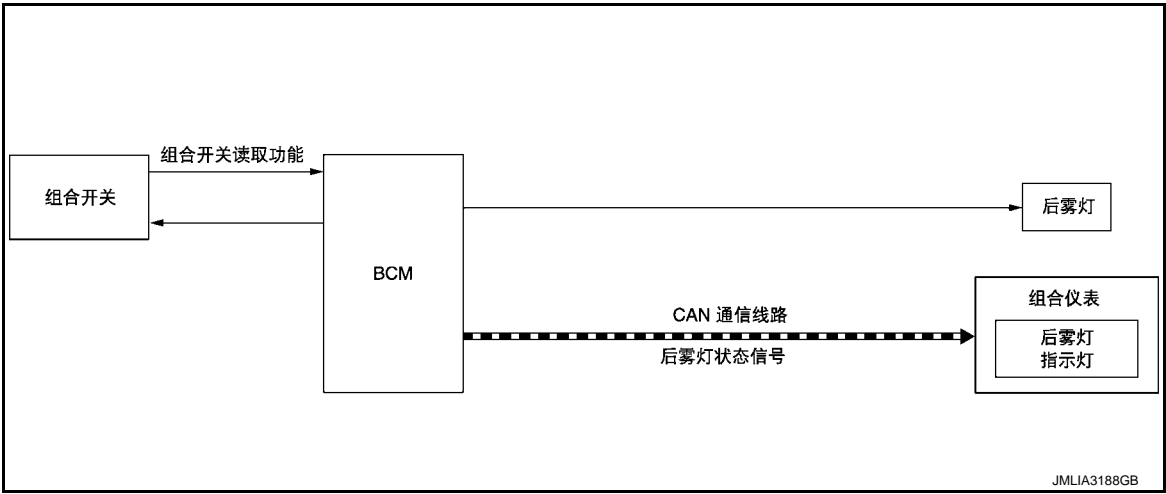 组合开关读取功能
组合开关
后雾灯
BCM
组合仪表
CAN 通信线路
后雾灯
后雾灯状态信号
指示灯
JMLIA3188GB